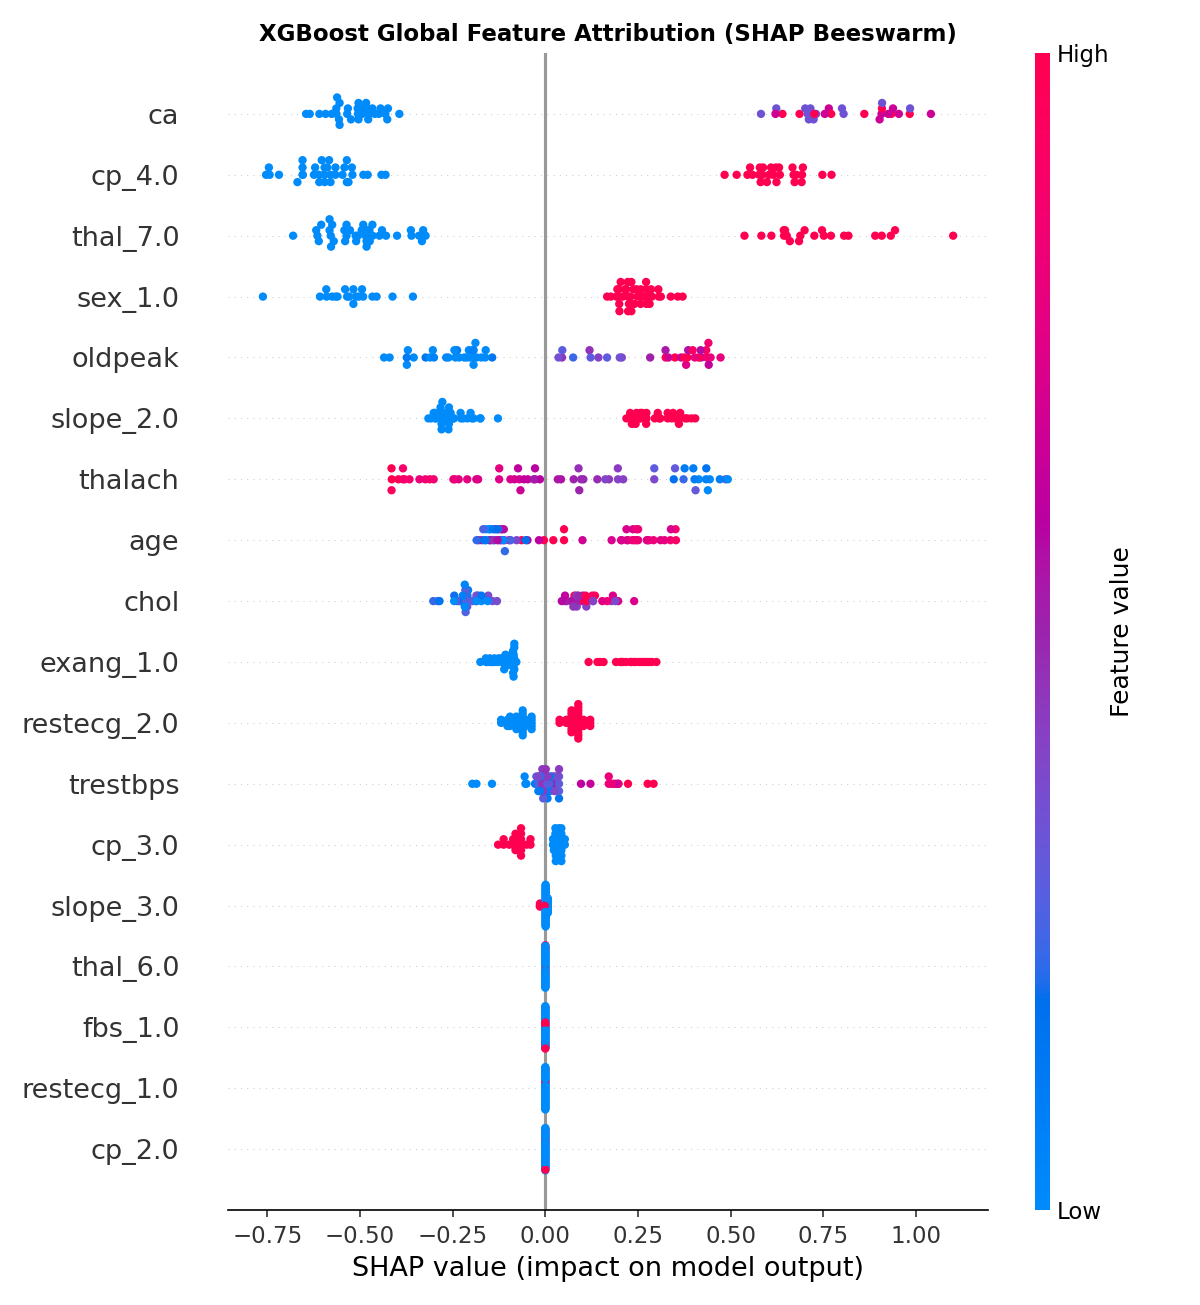 XGBoost Global Feature Attribution (SHAP Beeswarm)
High
ca
cp_4.0
thal_7.0
sex_1.0
oldpeak
slope_2.0
thalach
age
chol
exang_1.0
restecg_2.0
trestbps
cp_3.0
slope_3.0
thal_6.0
fbs_1.0
restecg_1.0
cp_2.0
Feature value
Low
−0.75 −0.50 −0.25 0.00 0.25 0.50 0.75 1.00
SHAP value (impact on model output)